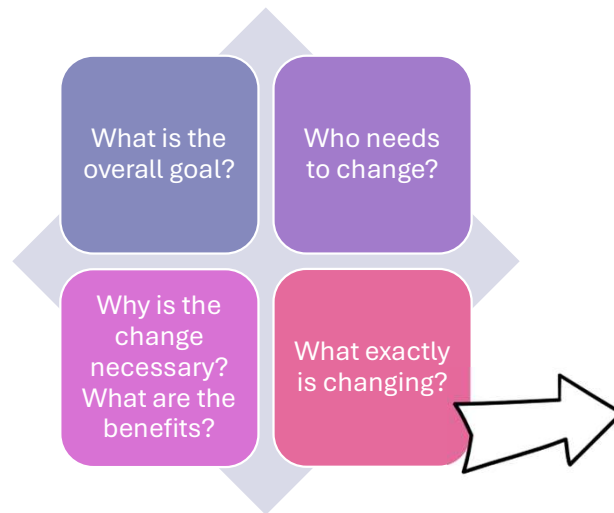 What is the
overall goal?
Who needs
to change?
Why is the
change
necessary?
What are the
benefits?
What exactly
is changing?